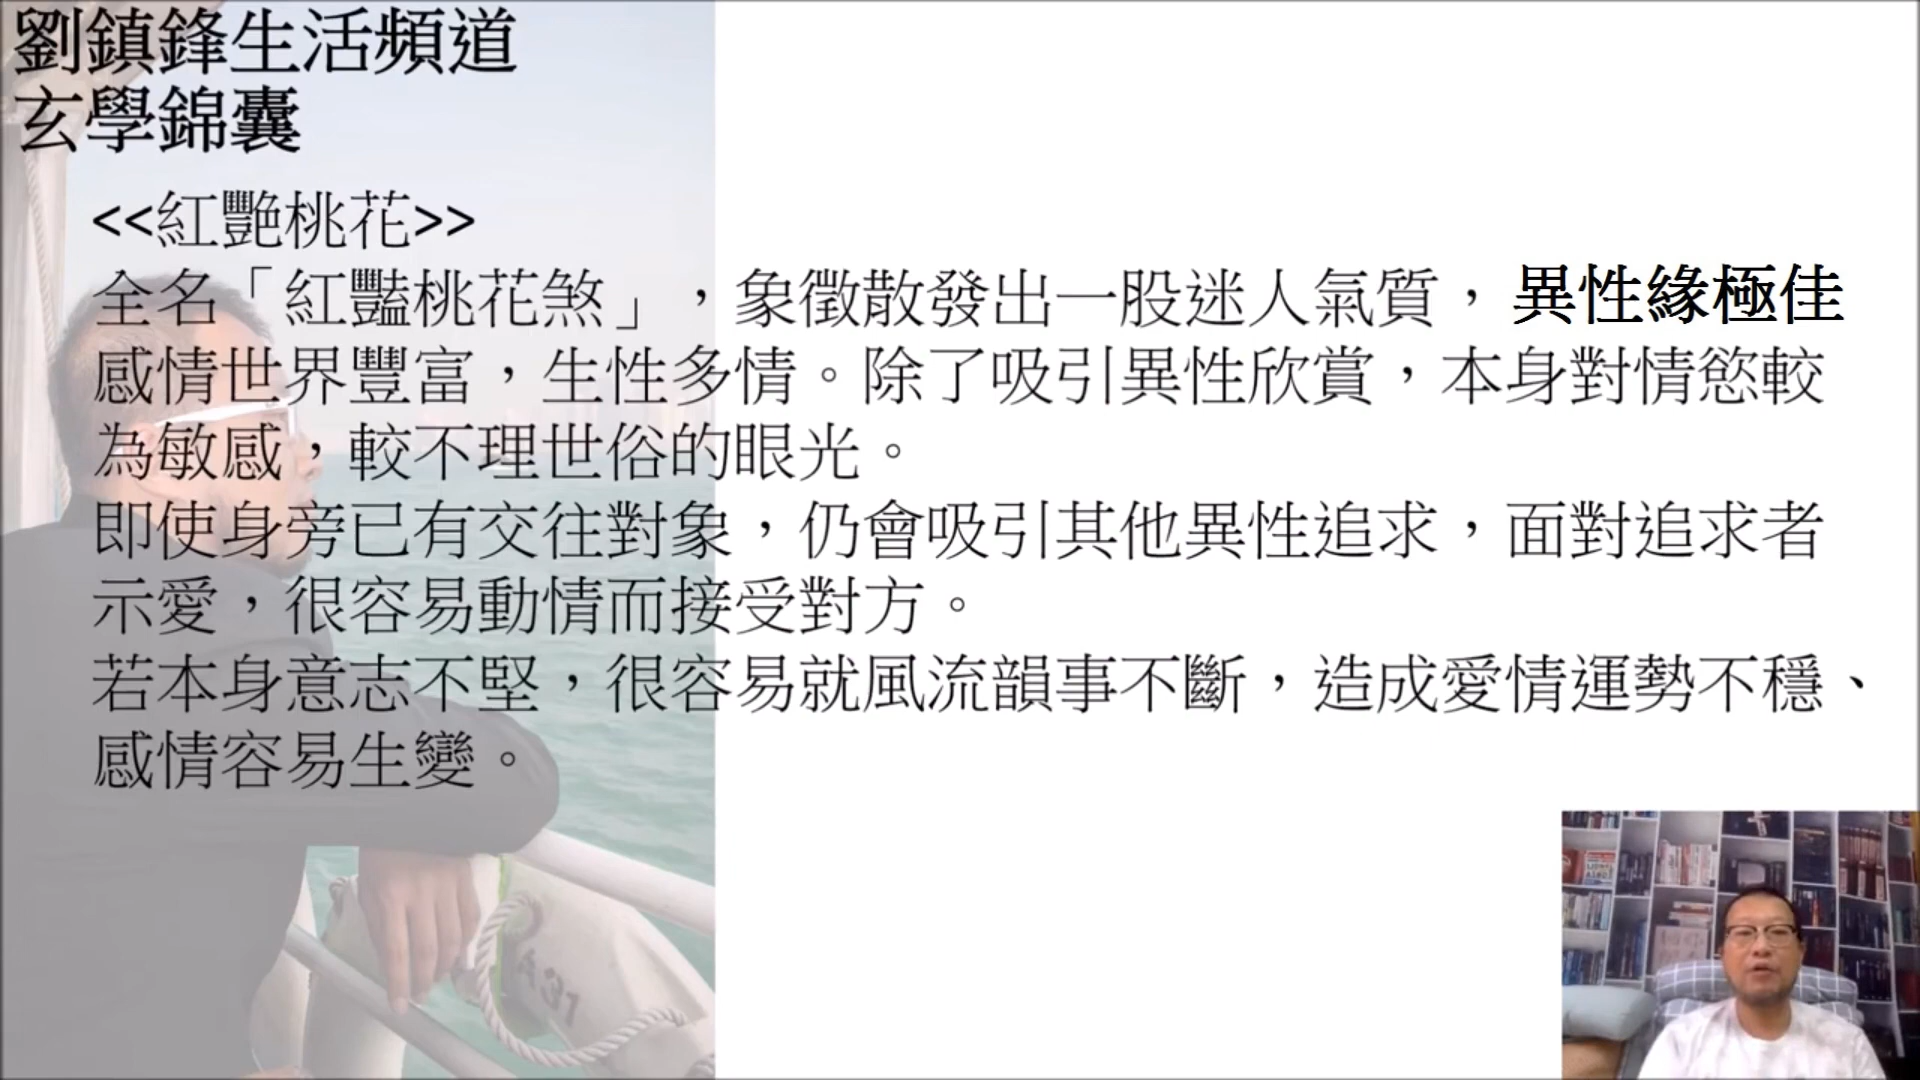 劉鎮鋒生活頻道
玄學錦囊
<<紅艷桃花>>
全名「紅豔桃花煞」，象徵散發出一股迷人氣質，異性緣極佳
感情世界豐富，生性多情。除了吸引異性欣賞，本身對情慾較
為敏感，較不理世俗的眼光。
即使身旁已有交往對象，仍會吸引其他異性追求，面對追求者
示愛，很容易動情而接受對方。
若本身意志不堅，很容易就風流韻事不斷，造成愛情運勢不穩、
感情容易生變。
A31